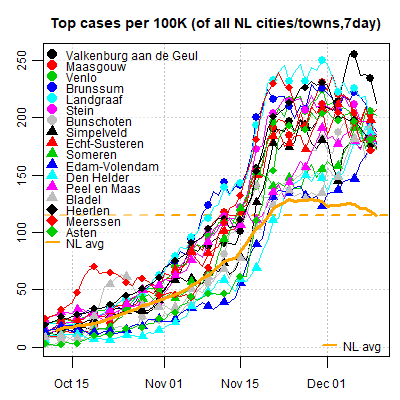 Top cases per 100K (of all NL cities/towns,7day)
250
200
150
100
50
0
Valkenburg aan de Geul
Maasgouw
Venlo
Brunssum
Landgraaf
Stein
Bunschoten
Simpelveld
Echt-Susteren
Someren
Edam-Volendam
Den Helder
Peel en Maas
Bladel
Heerlen
Meerssen
Asten
NL avg
NL avg
Oct 15
Nov 01
Nov 15
Dec 01